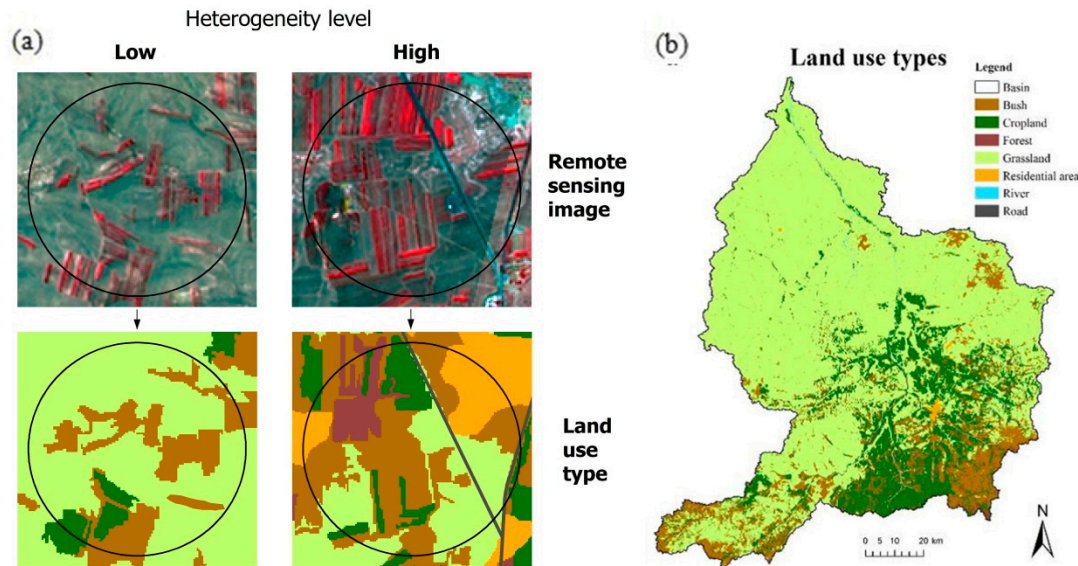 Heterogeneity level
(a)
Low
High
Remote
sensing
image
Land
use
type
(b)
Land use types
Legend
Basin
Bush
Cropland
Forest
Grassland
Residential area
River
Road
N
0 5 10 20 km